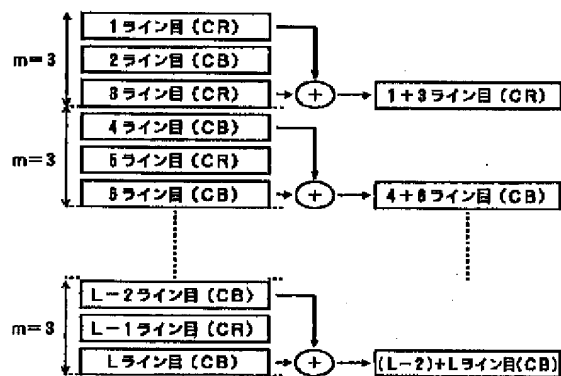 1ライン目(CR)
m=3
2ライン目(CB)
3ライン目(CR)
+
1+3ライン目(CR)
4ライン目(CB)
m=3
5ライン目(CR)
6ライン目(CB)
+
4+6ライン目(CB)
L-2ライン目(CB)
m=3
L-1ライン目(CR)
Lライン目(CB)
+
(L-2)+Lライン目(CB)